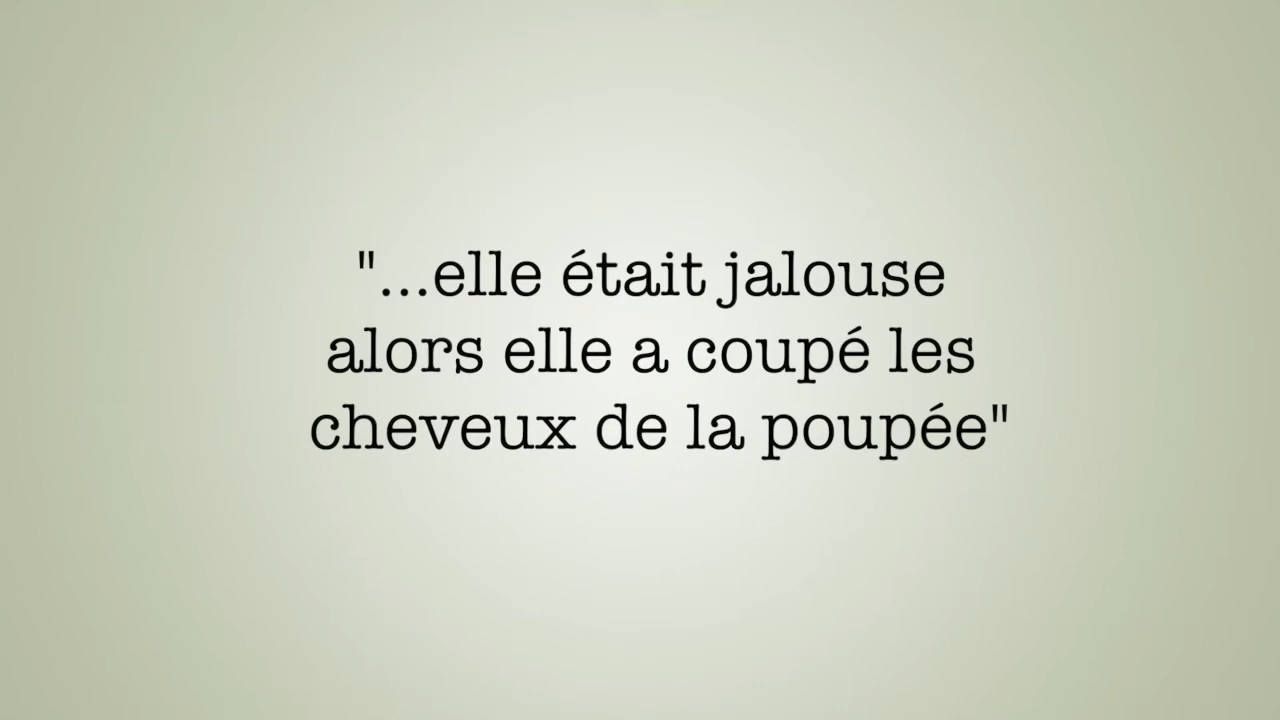 "...elle était jalouse
alors elle a coupé les
cheveux de la poupée"